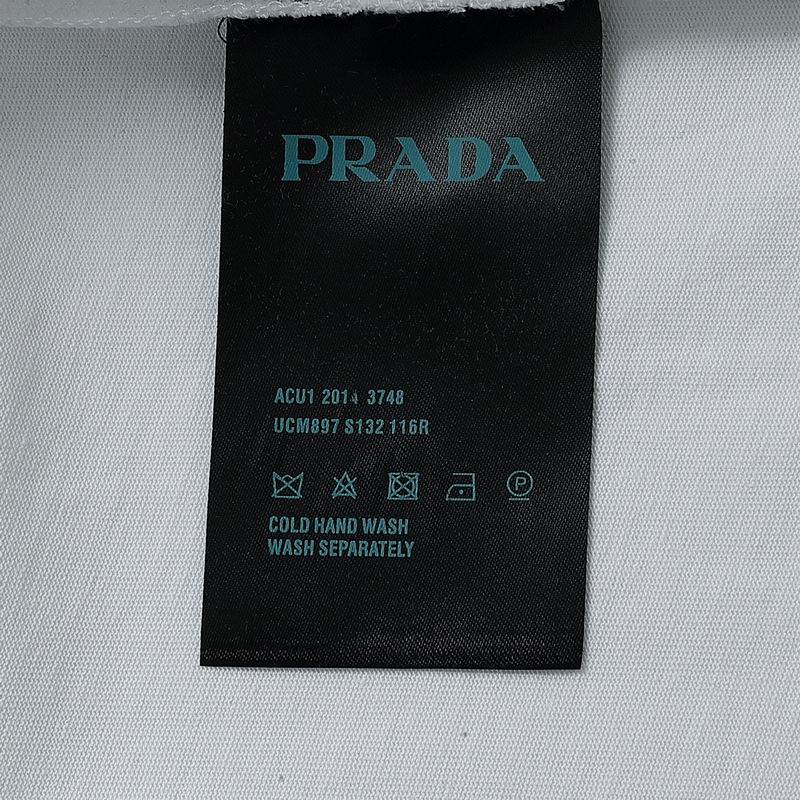 PRADA
ACU1 2014 3748
UCM897 S132 116R
P
COLD HAND WASH
WASH SEPARATELY